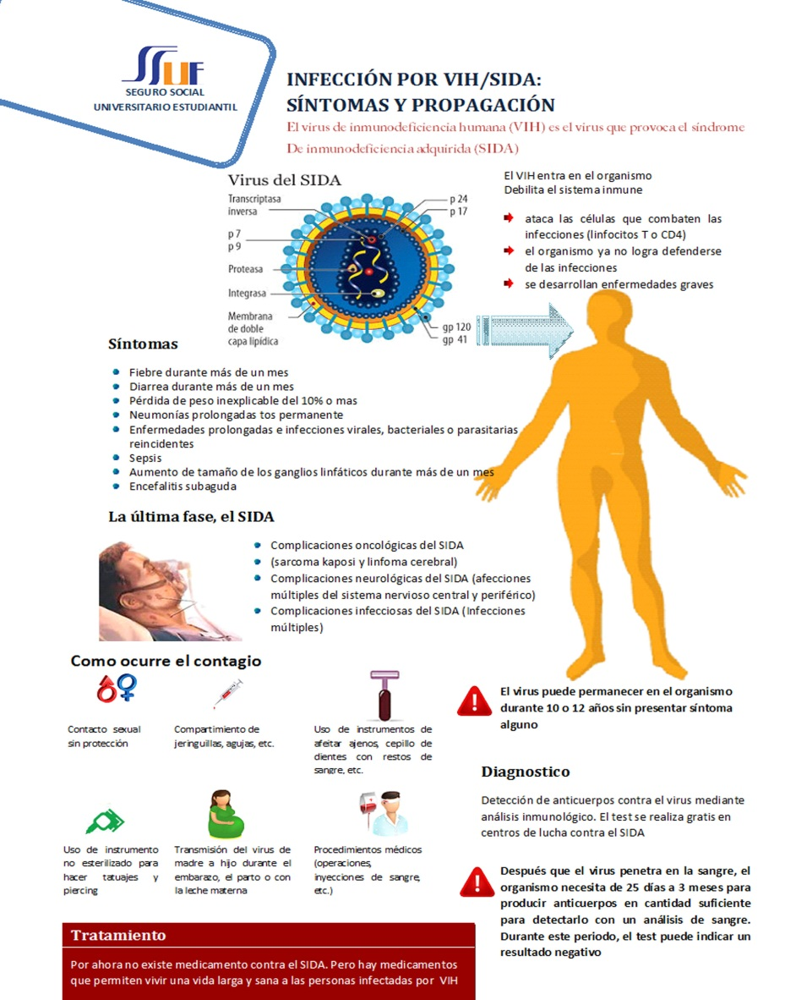 SSUF
SEGURO SOCIAL
UNIVERSITARIO ESTUDIANTIL
INFECCIÓN POR VIH/SIDA:
SÍNTOMAS Y PROPAGACIÓN
El virus de inmunodeficiencia humana (VIH) es el virus que provoca el síndrome
De inmunodeficiencia adquirida (SIDA)
Virus del SIDA
Transcriptasa
inversa
p 7
p 9
Proteasa
Integrasa
Membrana
de doble
capa lipídica
p 24
p 17
gp 120
gp 41
El VIH entra en el organismo
Debilita el sistema inmune
ataca las células que combaten las
infecciones (linfocitos T o CD4)
el organismo ya no logra defenderse
de las infecciones
se desarrollan enfermedades graves
Síntomas
Fiebre durante más de un mes
Diarrea durante más de un mes
Pérdida de peso inexplicable del 10% o mas
Neumonías prolongadas tos permanente
Enfermedades prolongadas e infecciones virales, bacteriales o parasitarias
reincidentes
Sepsis
Aumento de tamaño de los ganglios linfáticos durante más de un mes
Encefalitis subaguda
La última fase, el SIDA
Complicaciones oncológicas del SIDA
(sarcoma kaposi y linfoma cerebral)
Complicaciones neurológicas del SIDA (afecciones
múltiples del sistema nervioso central y periférico)
Complicaciones infecciosas del SIDA (Infecciones
múltiples)
Como ocurre el contagio
Contacto sexual
sin protección
Compartimiento de
jeringuillas, agujas, etc.
Uso de instrumentos de
afeitar ajenos, cepillo de
dientes con restos de
sangre, etc.
Uso de instrumento
no esterilizado para
hacer tatuajes y
piercing
Transmisión del virus de
madre a hijo durante el
embarazo, el parto o con
la leche materna
Procedimientos médicos
(operaciones,
inyecciones de sangre,
etc.)
El virus puede permanecer en el organismo
durante 10 o 12 años sin presentar síntoma
alguno
Diagnostico
Detección de anticuerpos contra el virus mediante
análisis inmunológico. El test se realiza gratis en
centros de lucha contra el SIDA
Después que el virus penetra en la sangre, el
organismo necesita de 25 días a 3 meses para
producir anticuerpos en cantidad suficiente
para detectarlo con un análisis de sangre.
Durante este periodo, el test puede indicar un
resultado negativo
Tratamiento
Por ahora no existe medicamento contra el SIDA. Pero hay medicamentos
que permiten vivir una vida larga y sana a las personas infectadas por VIH